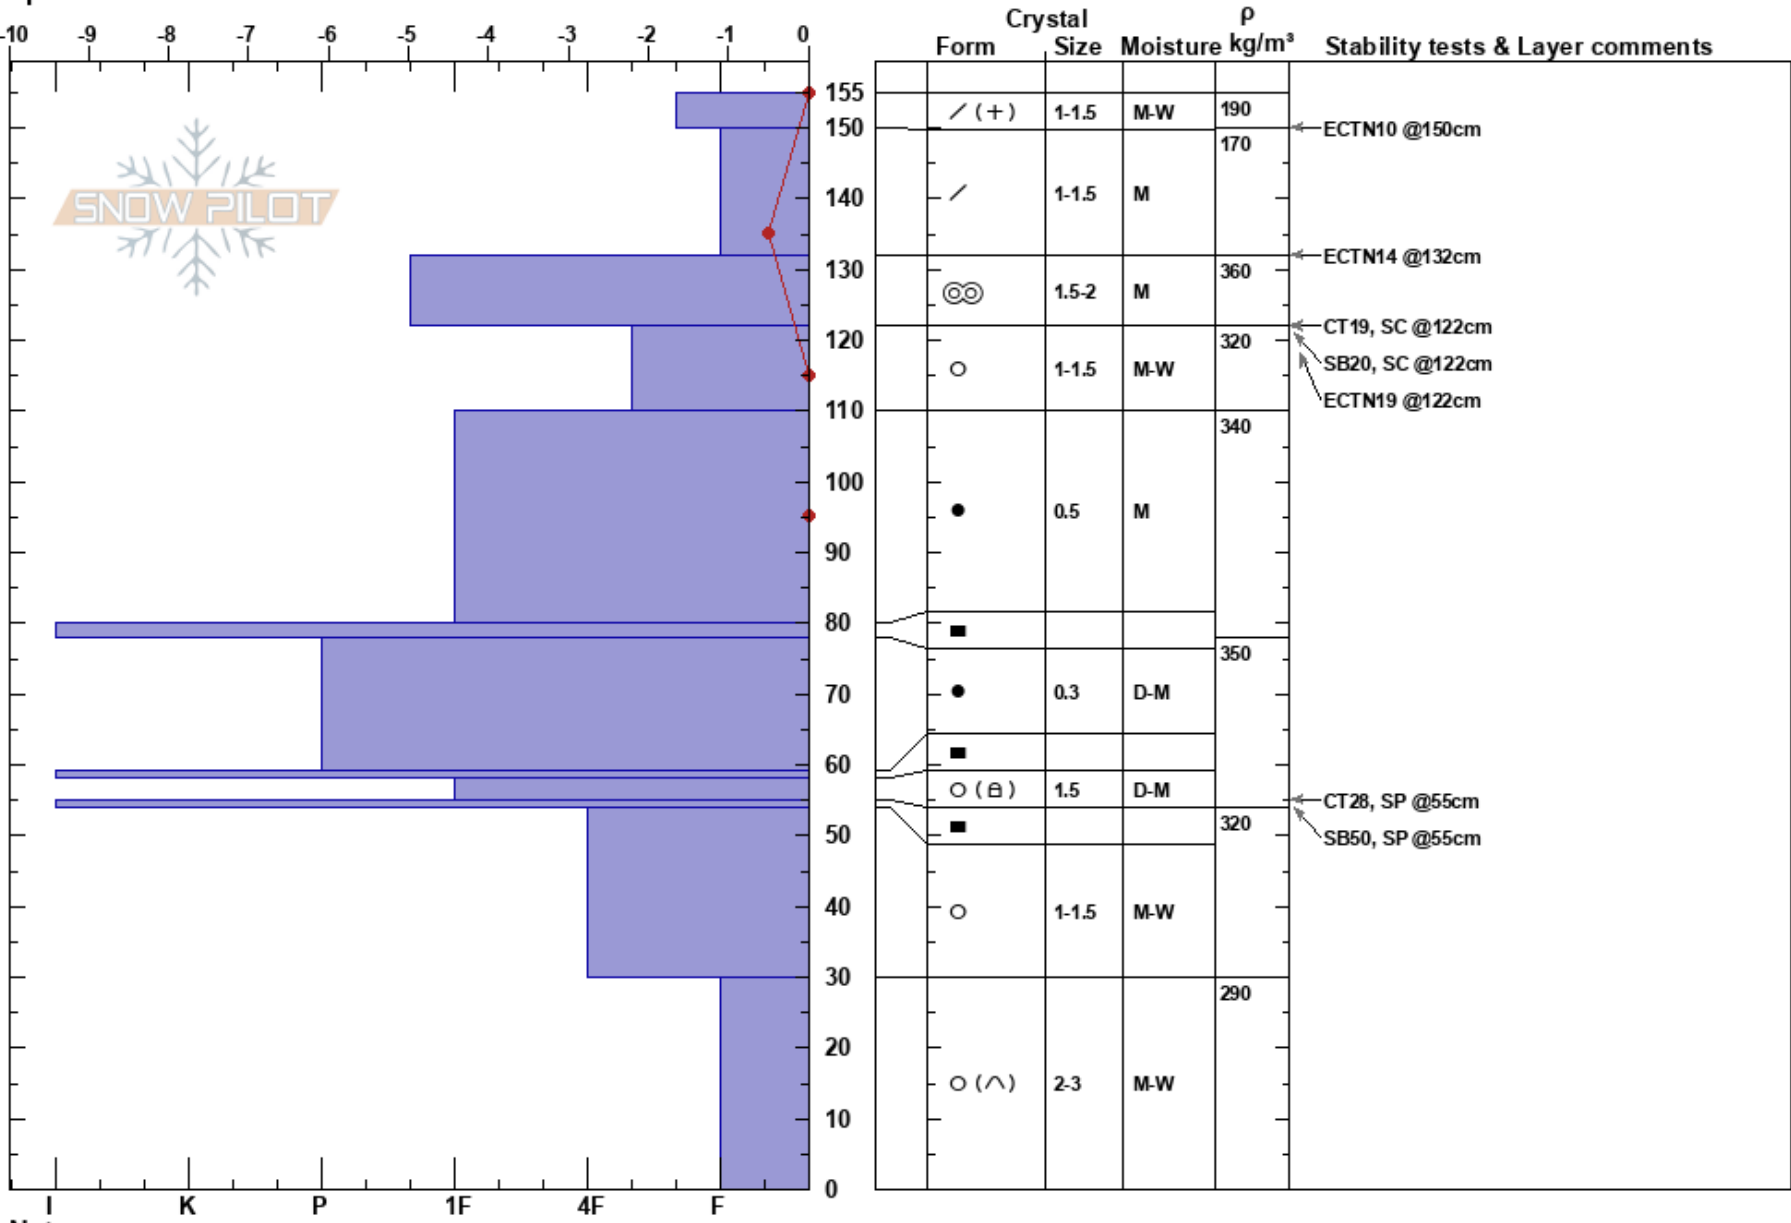 Crystal ρ
-10 -9 -8 -7 -6 -5 -4 -3 -2 -1 0
Form Size Moisture kg/m³ Stability tests & Layer comments
SNOW PILOT
155
/ (+) 1-1.5 M-W 190
150 ECTN10 @150cm
170
140 / 1-1.5 M
ECTN14 @132cm
130 360
1.5-2 M
CT19, SC @122cm
120 320
SB20, SC @122cm
1-1.5 M-W
ECTN19 @122cm
110
340
100
0.5 M
90
80
350
70 0.3 D-M
60
1.5 D-M
CT28, SP @55cm
50 320
SB50, SP @55cm
40 1-1.5 M-W
30
290
20
2-3 M-W
10
0
I K P 1F 4F F